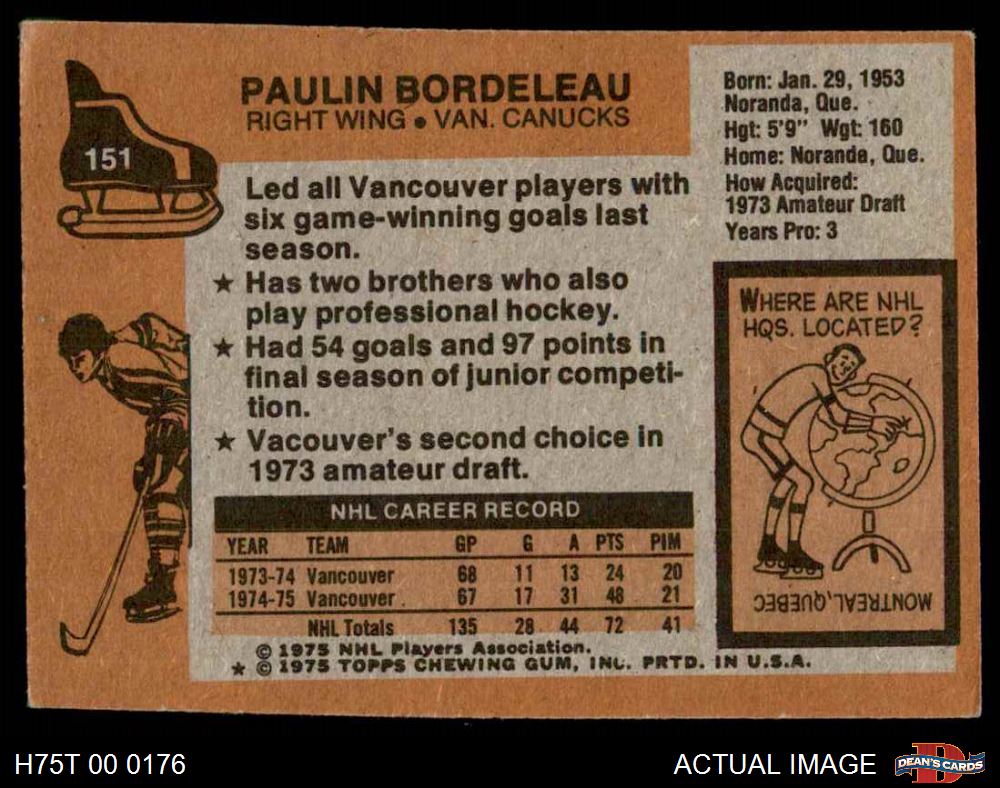 151
PAULIN BORDELEAU
RIGHT WING • VAN. CANUCKS
Born: Jan. 29, 1953
Noranda, Que.
Hgt: 5'9" Wgt: 160
Home: Noranda, Que.
How Acquired:
1973 Amateur Draft
Years Pro: 3
Led all Vancouver players with
six game-winning goals last
season.
★ Has two brothers who also
play professional hockey.
★ Had 54 goals and 97 points in
final season of junior competi-
tion.
★ Vacouver's second choice in
1973 amateur draft.
WHERE ARE NHL
HQS. LOCATED?
MONTREAL, QUEBEC
NHL CAREER RECORD
YEAR TEAM GP G A PTS PIM
1973-74 Vancouver 68 11 13 24 20
1974-75 Vancouver 67 17 31 48 21
NHL Totals 135 28 44 72 41
© 1975 NHL Players Association.
★ © 1975 TOPPS CHEWING GUM, INC. PRTD. IN U.S.A.
H75T 00 0176
ACTUAL IMAGE
D
DEAN'S CARDS